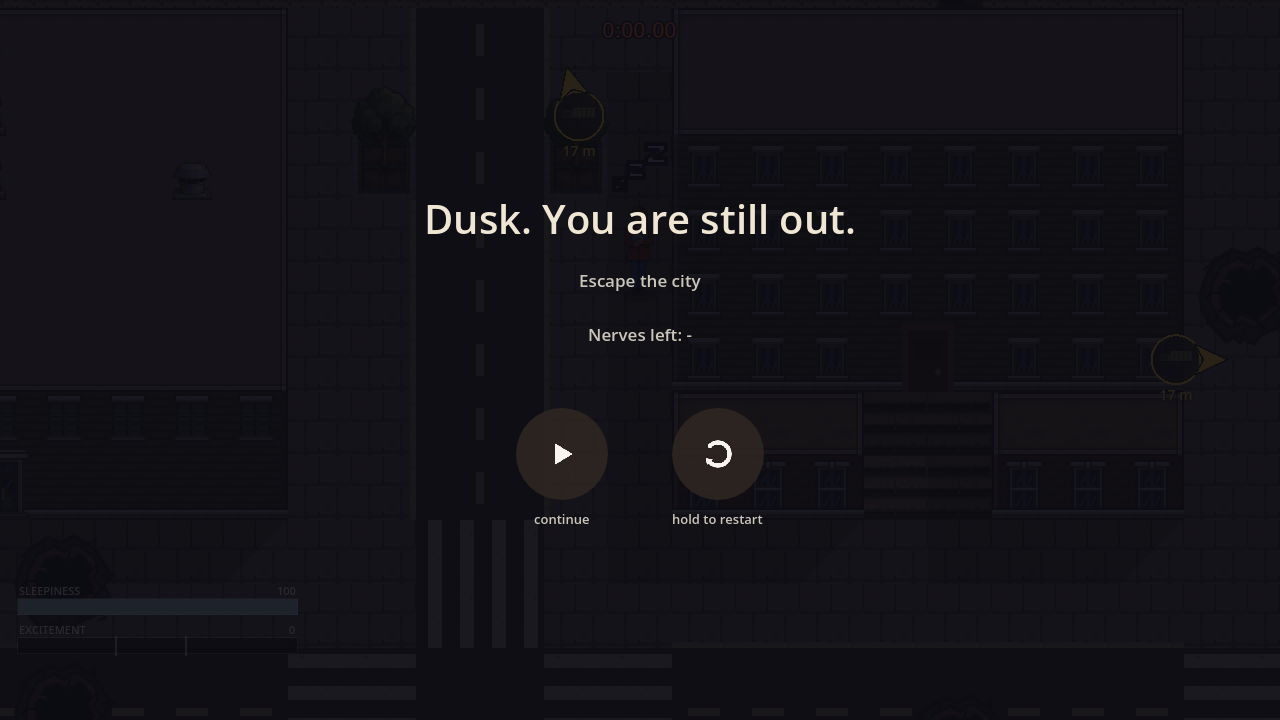 0:00.00
17 m
Dusk. You are still out.
Escape the city
Nerves left: -
17 m
continue
hold to restart
SLEEPINESS 100
EXCITEMENT 0